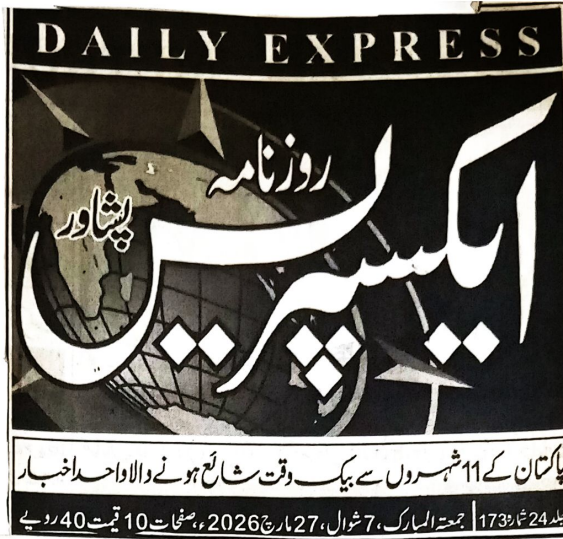 DAILY EXPRESS
روزنامہ
ایکسپریس
پشاور
پاکستان کے 11 شہروں سے بیک وقت شائع ہونے والا واحد اخبار
جلد 24 شمارہ 173 | جمعۃ المبارک، 7 شوال، 27 مارچ 2026ء، صفحات 10 قیمت 40 روپے